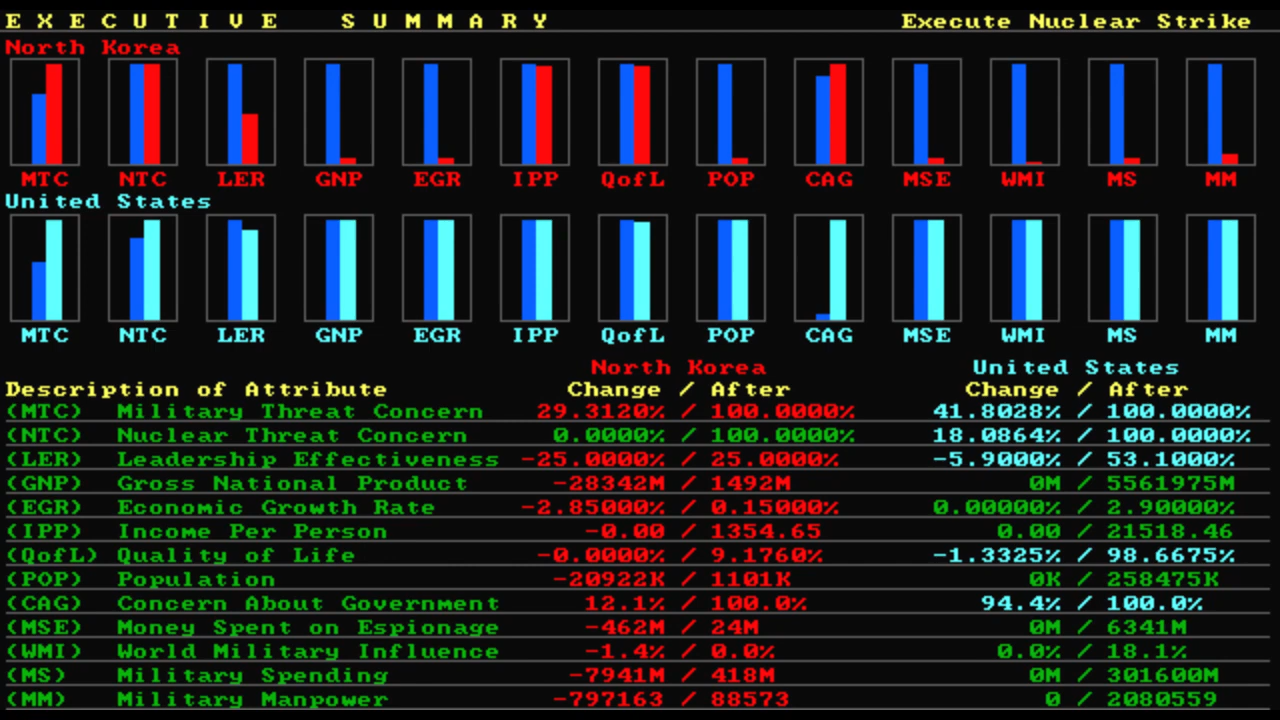 EXECUTIVE SUMMARY Execute Nuclear Strike
North Korea
MTC NTC LER GNP EGR IPP QofL POP CAG MSE WMI MS MM
United States
MTC NTC LER GNP EGR IPP QofL POP CAG MSE WMI MS MM
North Korea United States
Description of Attribute Change / After Change / After
(MTC) Military Threat Concern 29.3120% / 100.0000% 41.8028% / 100.0000%
(NTC) Nuclear Threat Concern 0.0000% / 100.0000% 18.0864% / 100.0000%
(LER) Leadership Effectiveness -25.0000% / 25.0000% -5.9000% / 53.1000%
(GNP) Gross National Product -28342M / 1492M 0M / 5561975M
(EGR) Economic Growth Rate -2.85000% / 0.15000% 0.00000% / 2.90000%
(IPP) Income Per Person -0.00 / 1354.65 0.00 / 21518.46
(QofL) Quality of Life -0.0000% / 9.1760% -1.3325% / 98.6675%
(POP) Population -20922K / 1101K 0K / 258475K
(CAG) Concern About Government 12.1% / 100.0% 94.4% / 100.0%
(MSE) Money Spent on Espionage -462M / 24M 0M / 6341M
(WMI) World Military Influence -1.4% / 0.0% 0.0% / 18.1%
(MS) Military Spending -7941M / 418M 0M / 301600M
(MM) Military Manpower -797163 / 88573 0 / 2080559